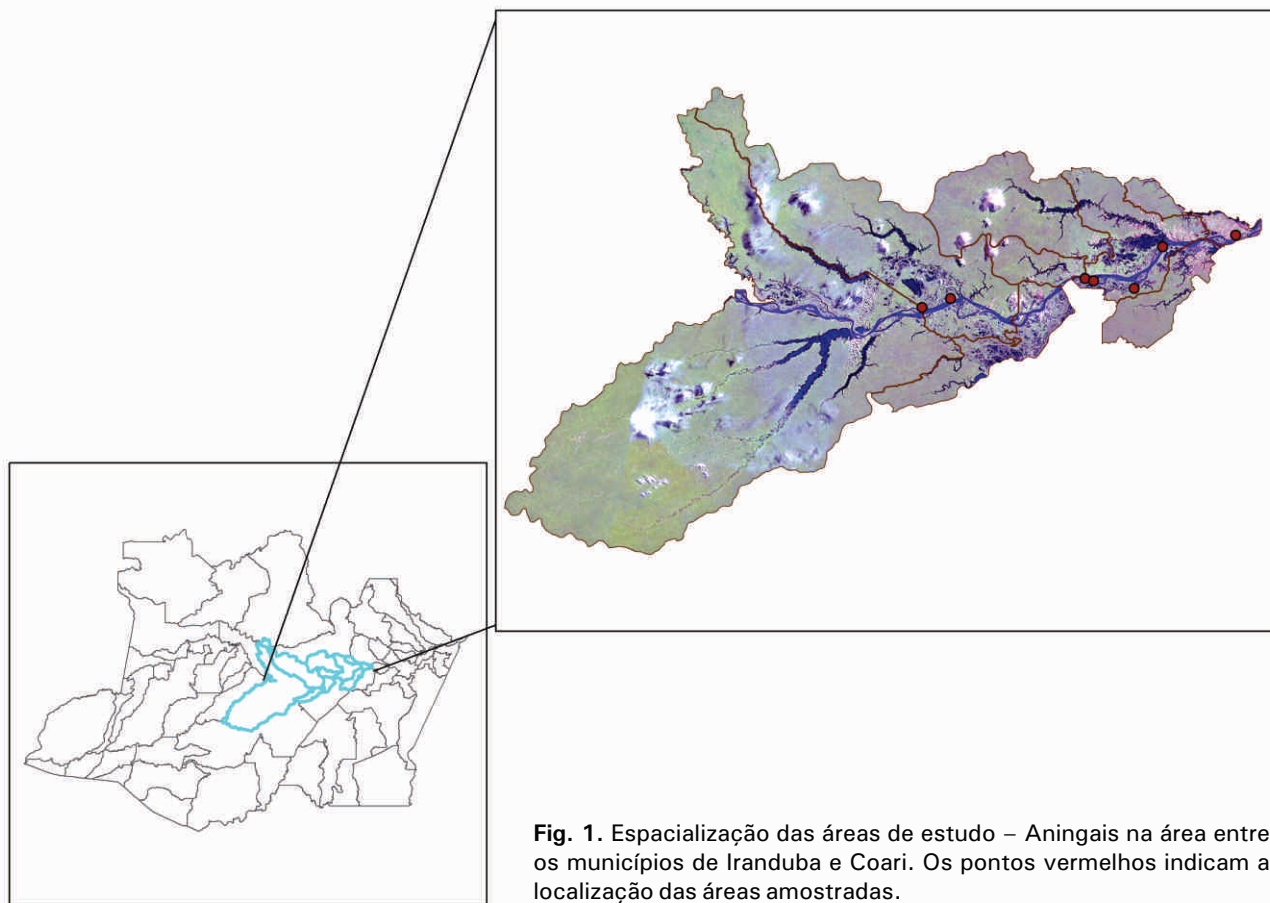 Fig. 1. Espacialização das áreas de estudo – Aningais na área entre
os municípios de Iranduba e Coari. Os pontos vermelhos indicam a
localização das áreas amostradas.